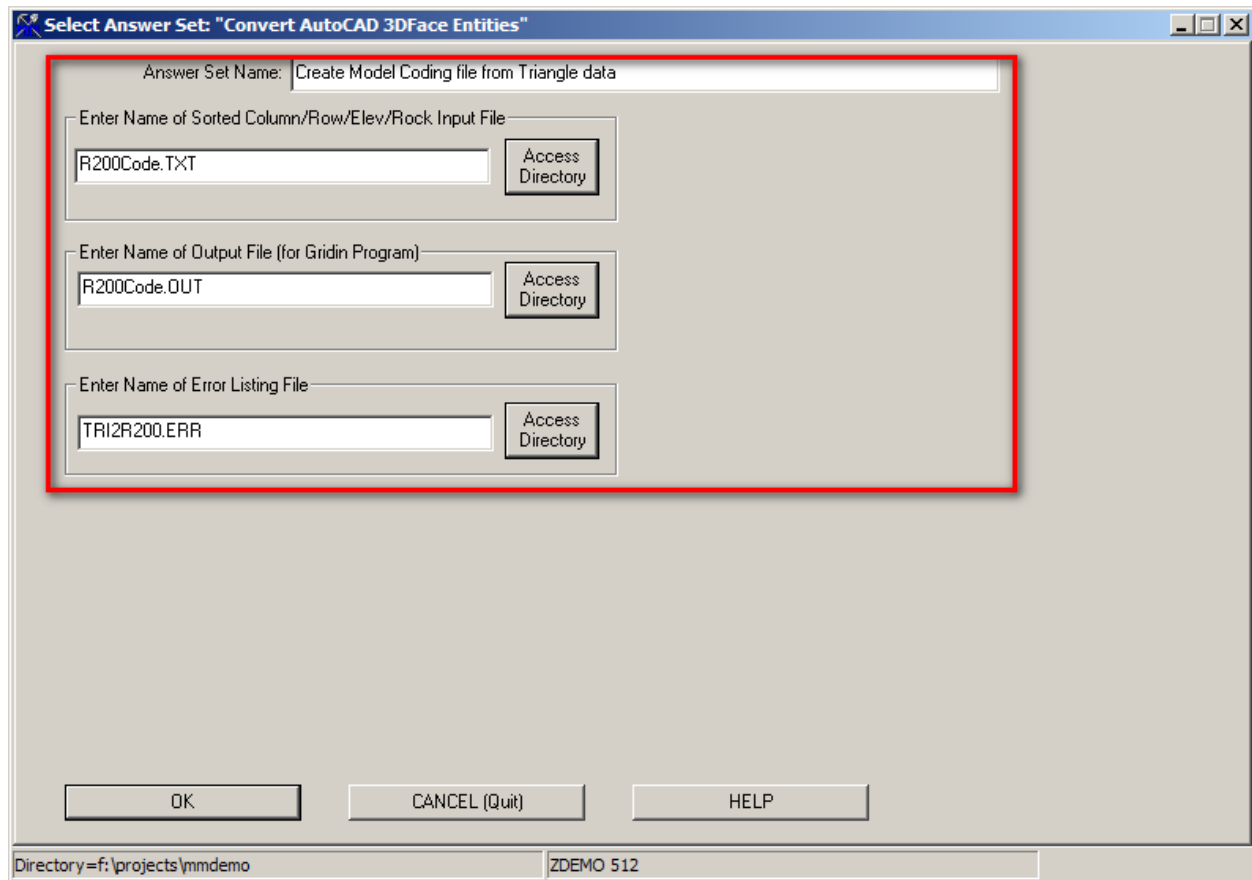 Select Answer Set: "Convert AutoCAD 3DFace Entities"
Answer Set Name: Create Model Coding file from Triangle data
Enter Name of Sorted Column/Row/Elev/Rock Input File
R200Code.TXT
Access
Directory
Enter Name of Output File (for Gridin Program)
R200Code.OUT
Access
Directory
Enter Name of Error Listing File
TRI2R200.ERR
Access
Directory
OK CANCEL (Quit) HELP
Directory=f:\projects\mmdemo ZDEMO 512